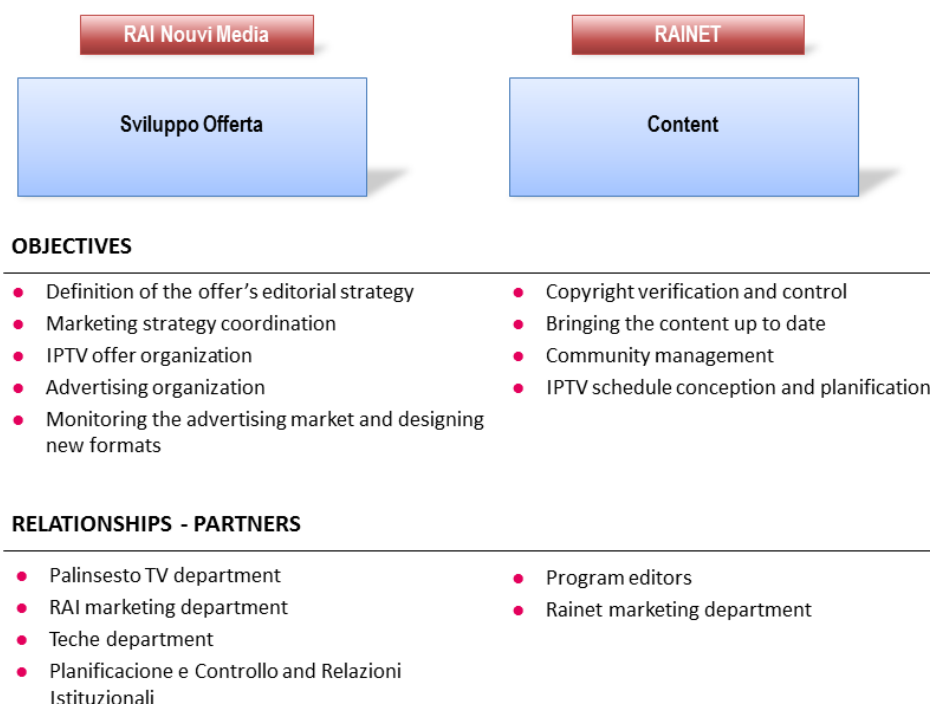 RAI Nouvi Media
RAINET
Sviluppo Offerta
Content
OBJECTIVES
Definition of the offer's editorial strategy
Marketing strategy coordination
IPTV offer organization
Advertising organization
Monitoring the advertising market and designing
new formats
Copyright verification and control
Bringing the content up to date
Community management
IPTV schedule conception and planification
RELATIONSHIPS - PARTNERS
Palinsesto TV department
RAI marketing department
Teche department
Planificacione e Controllo and Relazioni
Istituzionali
Program editors
Rainet marketing department